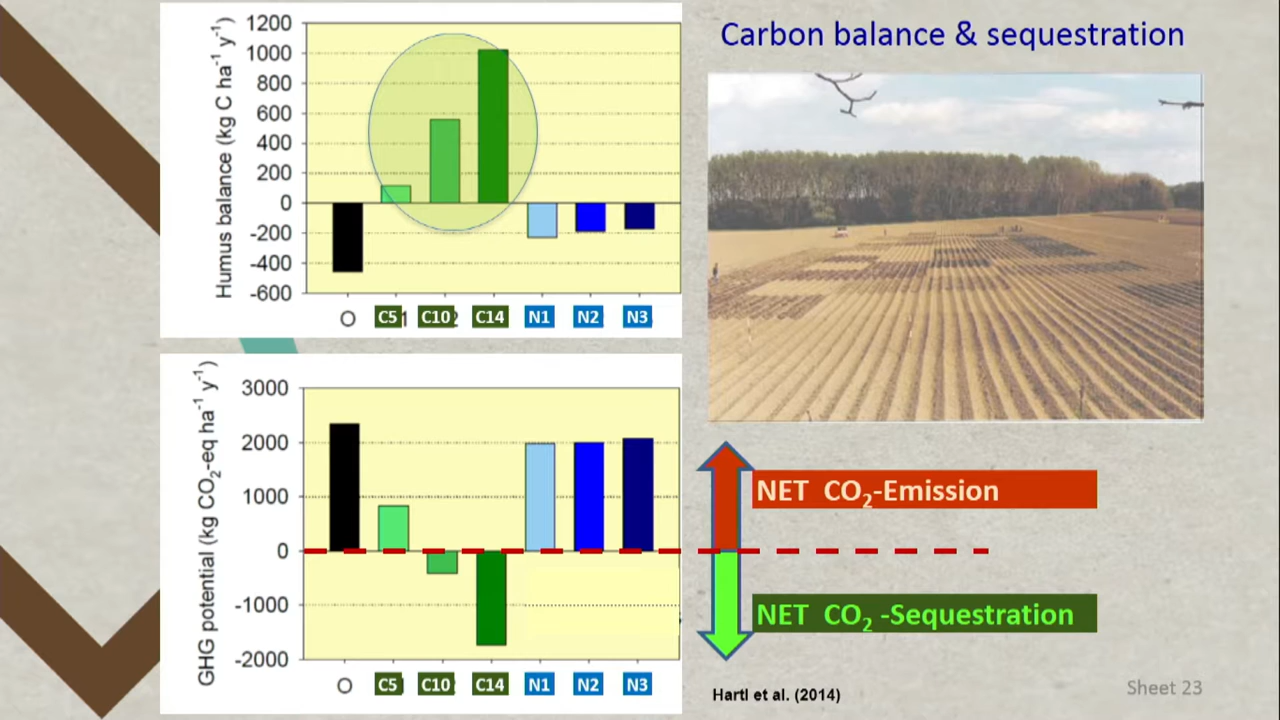 Carbon balance & sequestration
Humus balance (kg C ha⁻¹ y⁻¹)
1200
1000
800
600
400
200
0
-200
-400
-600
O C5 C10 C14 N1 N2 N3
GHG potential (kg CO₂-eq ha⁻¹ y⁻¹)
3000
2000
1000
0
-1000
-2000
O C5 C10 C14 N1 N2 N3
NET CO₂-Emission
NET CO₂ -Sequestration
Hartl et al. (2014)
Sheet 23